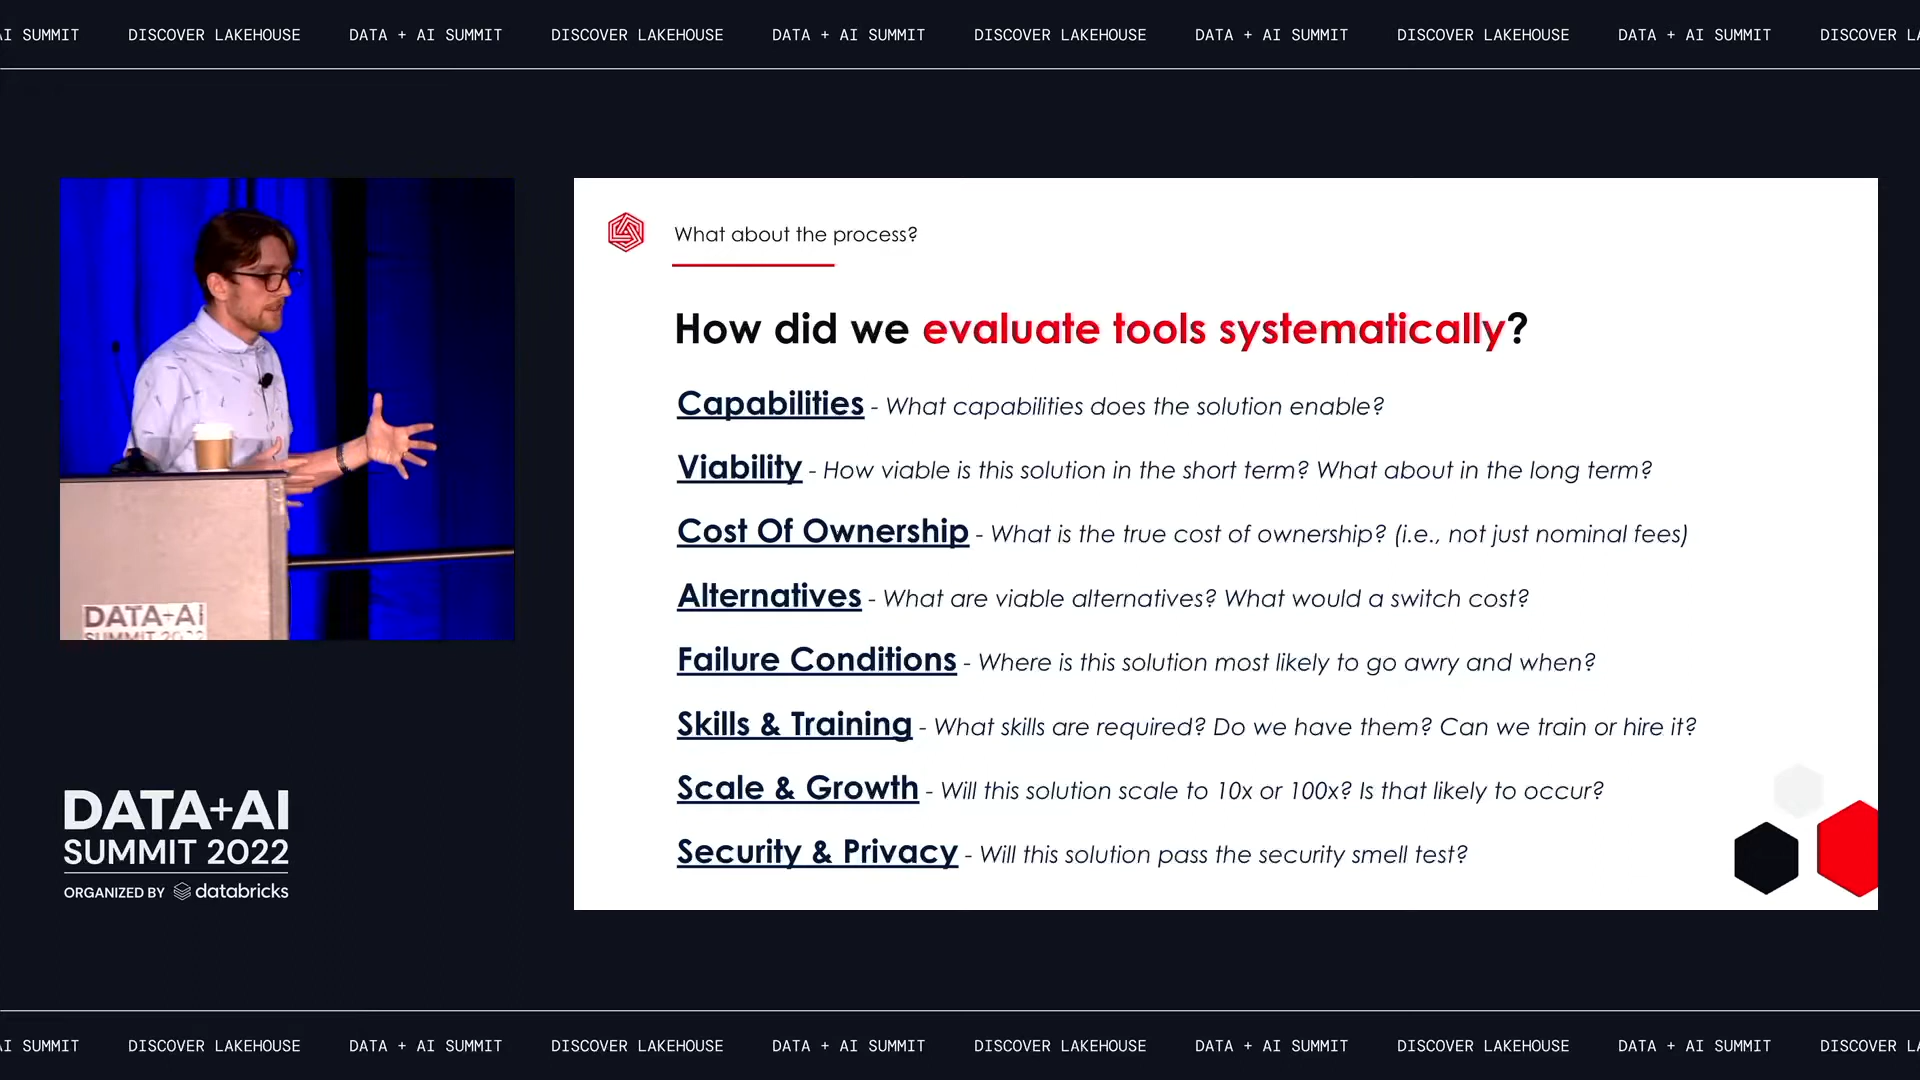 AI SUMMIT DISCOVER LAKEHOUSE DATA + AI SUMMIT DISCOVER LAKEHOUSE DATA + AI SUMMIT DISCOVER LAKEHOUSE DATA + AI SUMMIT DISCOVER LAKEHOUSE DATA + AI SUMMIT DISCOVER
What about the process?
How did we evaluate tools systematically?
Capabilities - What capabilities does the solution enable?
Viability - How viable is this solution in the short term? What about in the long term?
Cost Of Ownership - What is the true cost of ownership? (i.e., not just nominal fees)
Alternatives - What are viable alternatives? What would a switch cost?
Failure Conditions - Where is this solution most likely to go awry and when?
Skills & Training - What skills are required? Do we have them? Can we train or hire it?
Scale & Growth - Will this solution scale to 10x or 100x? Is that likely to occur?
Security & Privacy - Will this solution pass the security smell test?
DATA+AI
SUMMIT 2022
DATA+AI
SUMMIT 2022
ORGANIZED BY databricks
AI SUMMIT DISCOVER LAKEHOUSE DATA + AI SUMMIT DISCOVER LAKEHOUSE DATA + AI SUMMIT DISCOVER LAKEHOUSE DATA + AI SUMMIT DISCOVER LAKEHOUSE DATA + AI SUMMIT DISCOVER